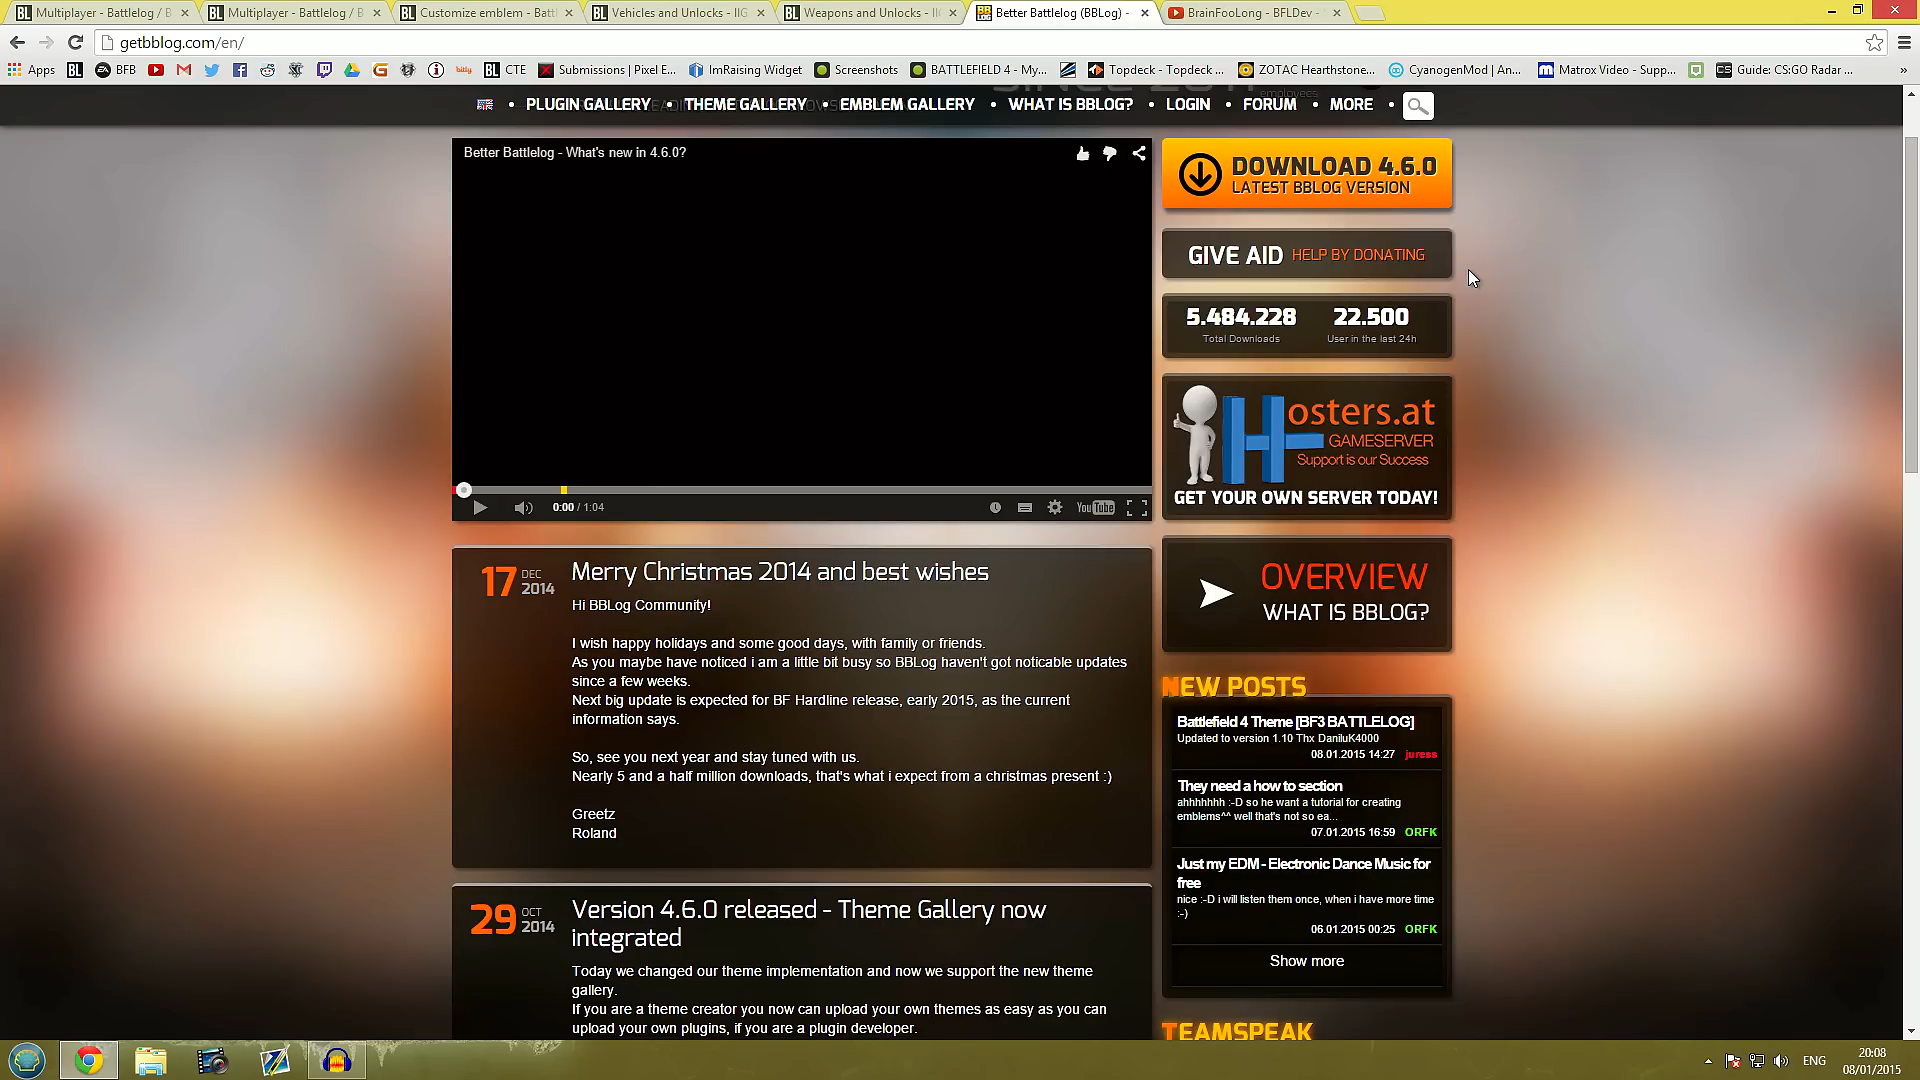 Multiplayer - Battlelog / B
Multiplayer - Battlelog / B
Customize emblem - Batt
Vehicles and Unlocks - IIG
Weapons and Unlocks - IIG
Better Battlelog (BBLog) -
BrainFooLong - BFLDev -
getbblog.com/en/
Apps
BL
BFB
bitly
BL CTE
Submissions | Pixel E...
ImRaising Widget
Screenshots
BATTLEFIELD 4 - My...
Topdeck - Topdeck ...
ZOTAC Hearthstone...
CyanogenMod | An...
Matrox Video - Supp...
Guide: CS:GO Radar ...
»
PLUGIN GALLERY • THEME GALLERY • EMBLEM GALLERY • WHAT IS BBLOG? • LOGIN • FORUM • MORE •
employees
Better Battlelog - What's new in 4.6.0?
0:00 / 1:04
YouTube
DOWNLOAD 4.6.0
LATEST BBLOG VERSION
GIVE AID HELP BY DONATING
5.484.228 22.500
Total Downloads User in the last 24h
Hosters.at
GAMESERVER
Support is our Success
GET YOUR OWN SERVER TODAY!
OVERVIEW
WHAT IS BBLOG?
17 DEC 2014
Merry Christmas 2014 and best wishes
Hi BBLog Community!
I wish happy holidays and some good days, with family or friends.
As you maybe have noticed i am a little bit busy so BBLog haven't got noticable updates
since a few weeks.
Next big update is expected for BF Hardline release, early 2015, as the current
information says.
So, see you next year and stay tuned with us.
Nearly 5 and a half million downloads, that's what i expect from a christmas present :)
Greetz
Roland
29 OCT 2014
Version 4.6.0 released - Theme Gallery now
integrated
Today we changed our theme implementation and now we support the new theme
gallery.
If you are a theme creator you now can upload your own themes as easy as you can
upload your own plugins, if you are a plugin developer.
NEW POSTS
Battlefield 4 Theme [BF3 BATTLELOG]
Updated to version 1.10 Thx DaniluK4000
08.01.2015 14:27 juress
They need a how to section
ahhhhhhh :-D so he want a tutorial for creating
emblems^^ well that's not so ea...
07.01.2015 16:59 ORFK
Just my EDM - Electronic Dance Music for
free
nice :-D i will listen them once, when i have more time
:-)
06.01.2015 00:25 ORFK
Show more
TEAMSPEAK
ENG
20:08
08/01/2015